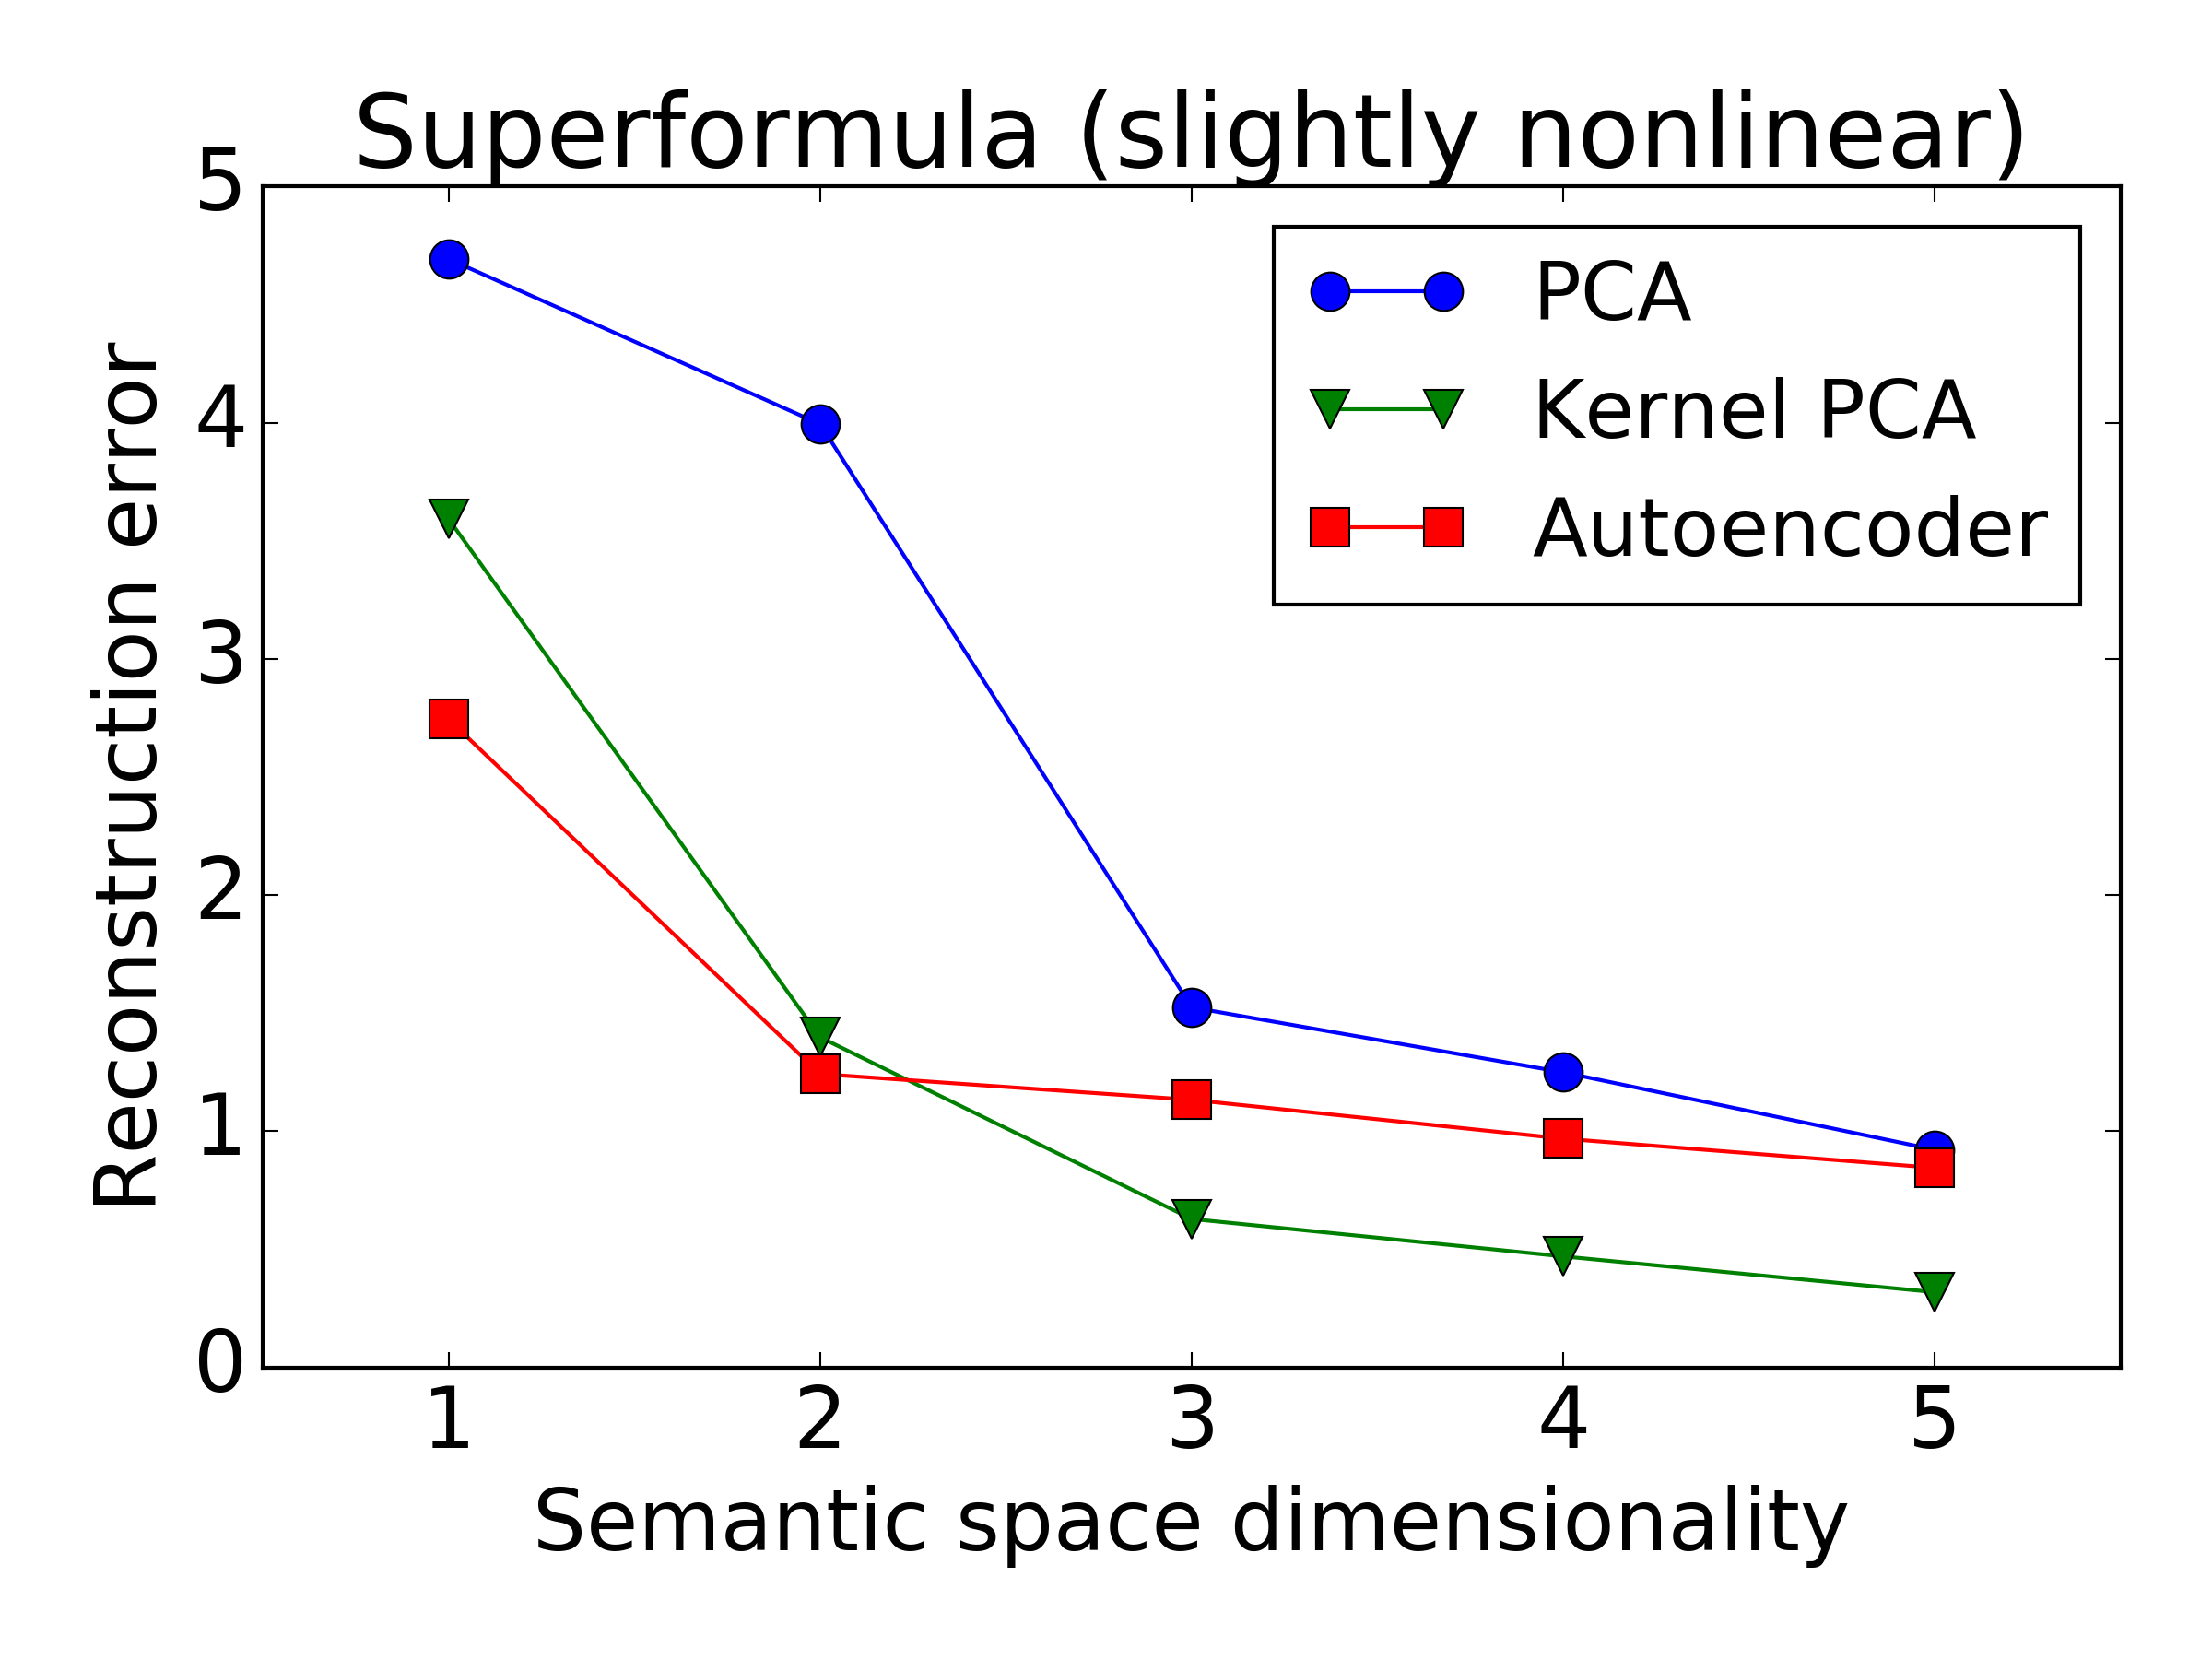 Superformula (slightly nonlinear)
5
4
3
2
1
0
Reconstruction error
PCA
Kernel PCA
Autoencoder
1 2 3 4 5
Semantic space dimensionality